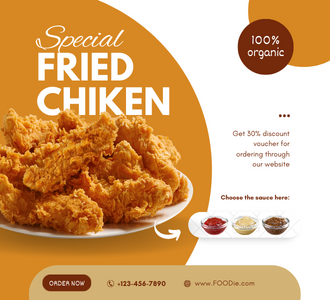 Special
FRIED
CHIKEN
100%
organic
Get 30% discount
voucher for
ordering through
our website
Choose the sauce here:
ORDER NOW
+123-456-7890
www.FOODie.com